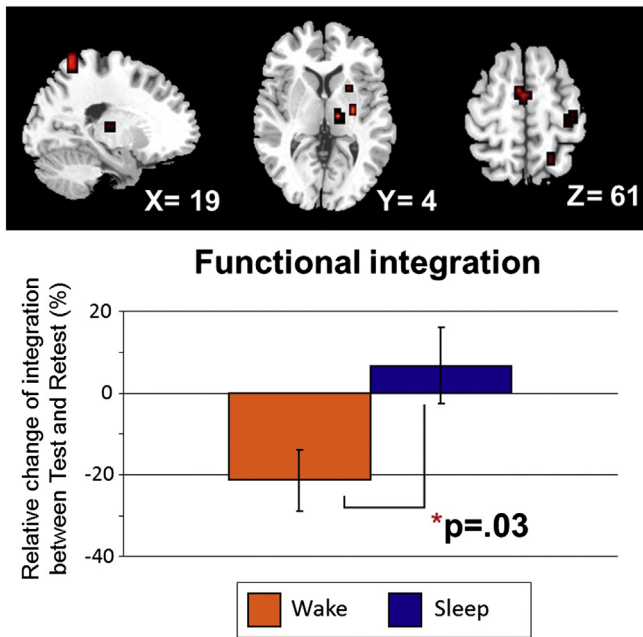 X= 19
Y= 4
Z= 61
Functional integration
Relative change of integration
between Test and Retest (%)
20
0
-20
-40
*p=.03
Wake
Sleep